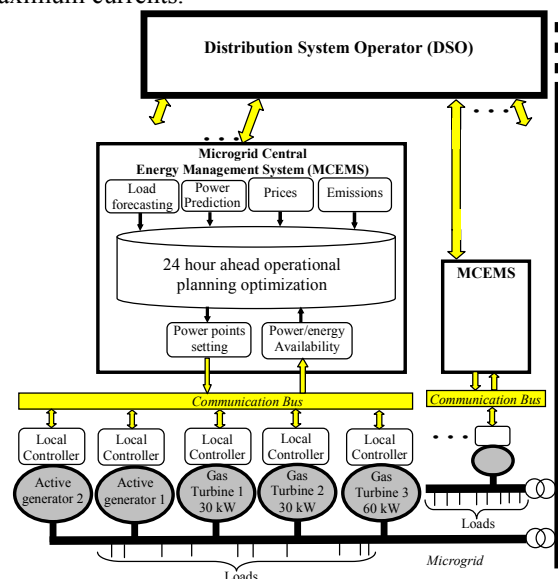 aximum currents.
Distribution System Operator (DSO)
Microgrid Central
Energy Management System (MCEMS)
Load
forecasting
Power
Prediction
Prices
Emissions
24 hour ahead operational
planning optimization
Power points
setting
Power/energy
Availability
MCEMS
Communication Bus
Communication Bus
Local
Controller
Local
Controller
Local
Controller
Local
Controller
Local
Controller
Active
generator 2
Active
generator 1
Gas
Turbine 1
30 kW
Gas
Turbine 2
30 kW
Gas
Turbine 3
60 kW
Loads
Microgrid
Loads